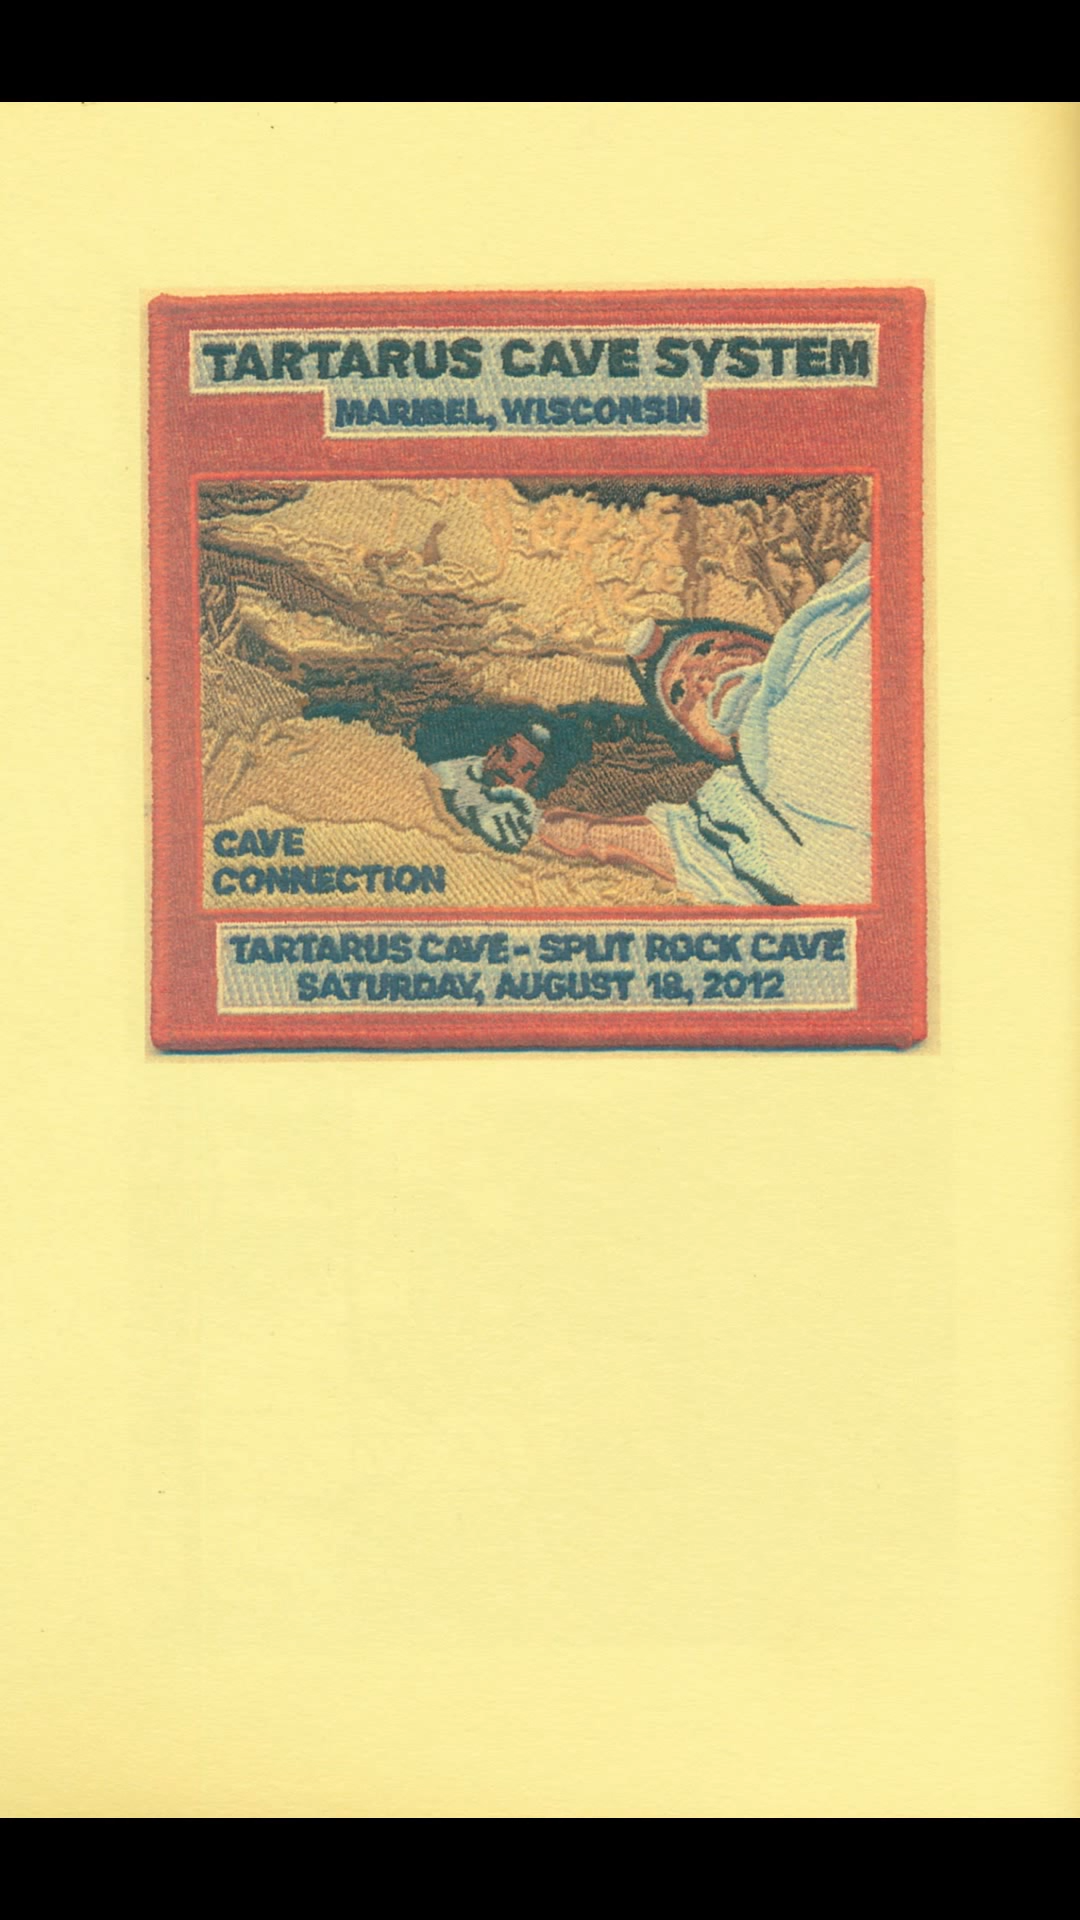 TARTARUS CAVE SYSTEM
MARIBEL, WISCONSIN
CAVE
CONNECTION
TARTARUS CAVE - SPLIT ROCK CAVE
SATURDAY, AUGUST 18, 2012